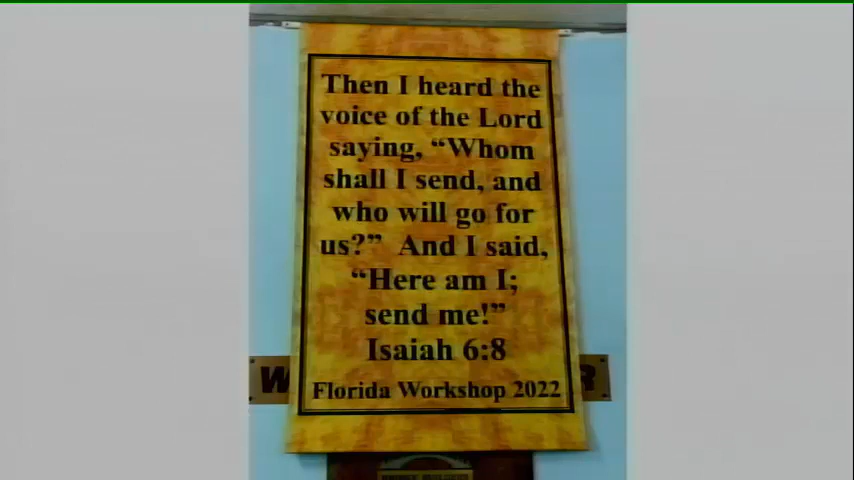 Then I heard the
voice of the Lord
saying, “Whom
shall I send, and
who will go for
us?” And I said,
“Here am I;
send me!”
Isaiah 6:8
Florida Workshop 2022
W
R